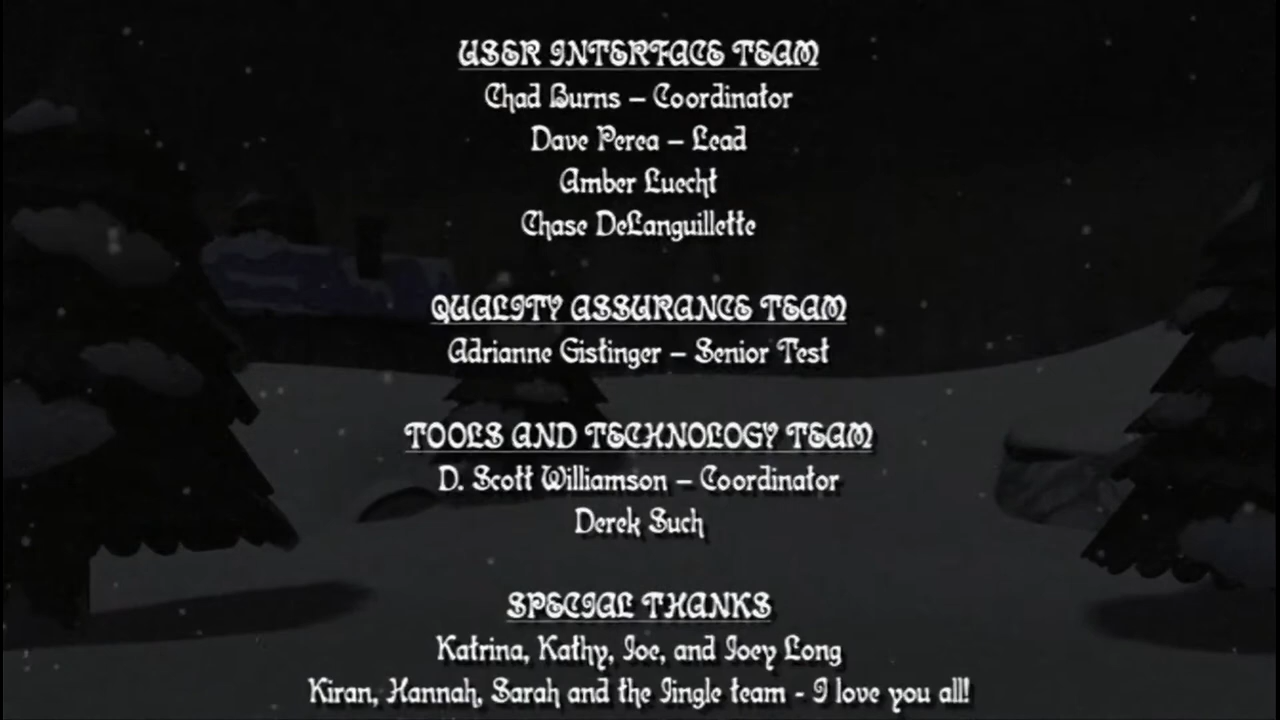 USER INTERFACE TEAM
Chad Burns – Coordinator
Dave Perea – Lead
Amber Luecht
Chase DeLanguillette
QUALITY ASSURANCE TEAM
Adrianne Gistinger – Senior Test
TOOLS AND TECHNOLOGY TEAM
D. Scott Williamson – Coordinator
Derek Such
SPECIAL THANKS
Katrina, Kathy, Joe, and Joey Long
Kiran, Hannah, Sarah and the Jingle team - I love you all!